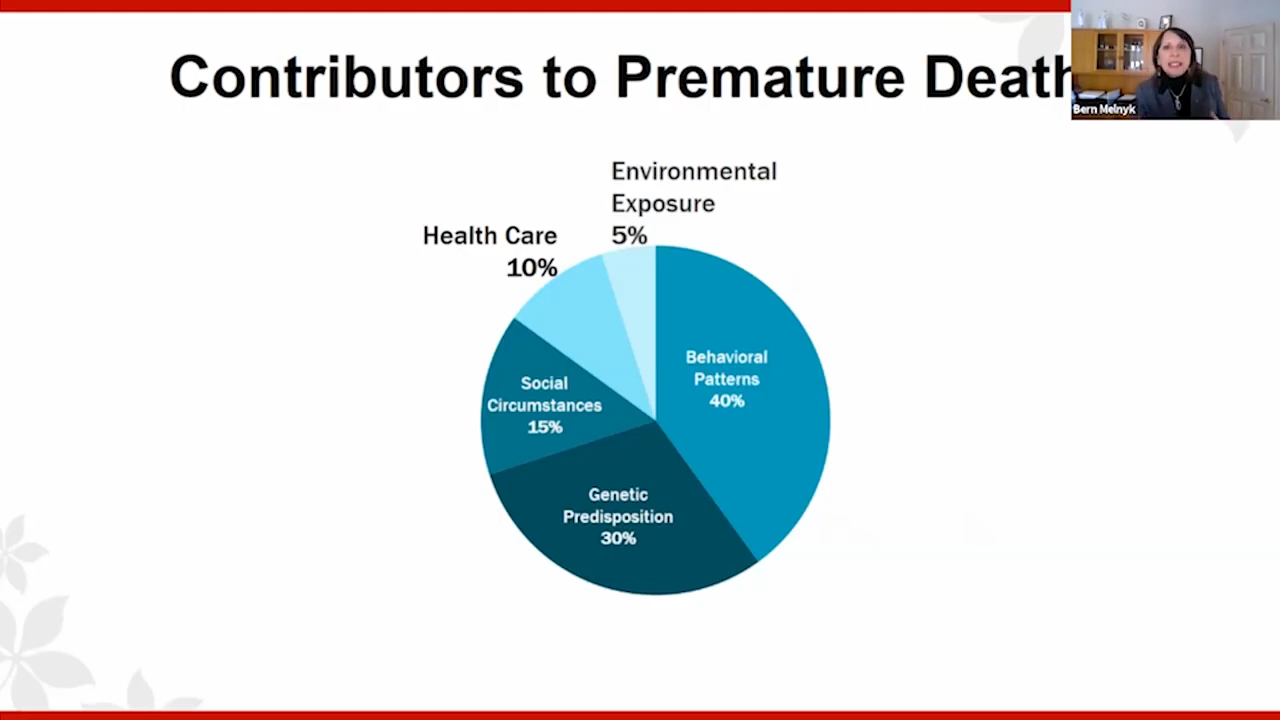 Contributors to Premature Death
Bern Melnyk
Environmental
Exposure
5%
Health Care
10%
Behavioral
Patterns
40%
Social
Circumstances
15%
Genetic
Predisposition
30%